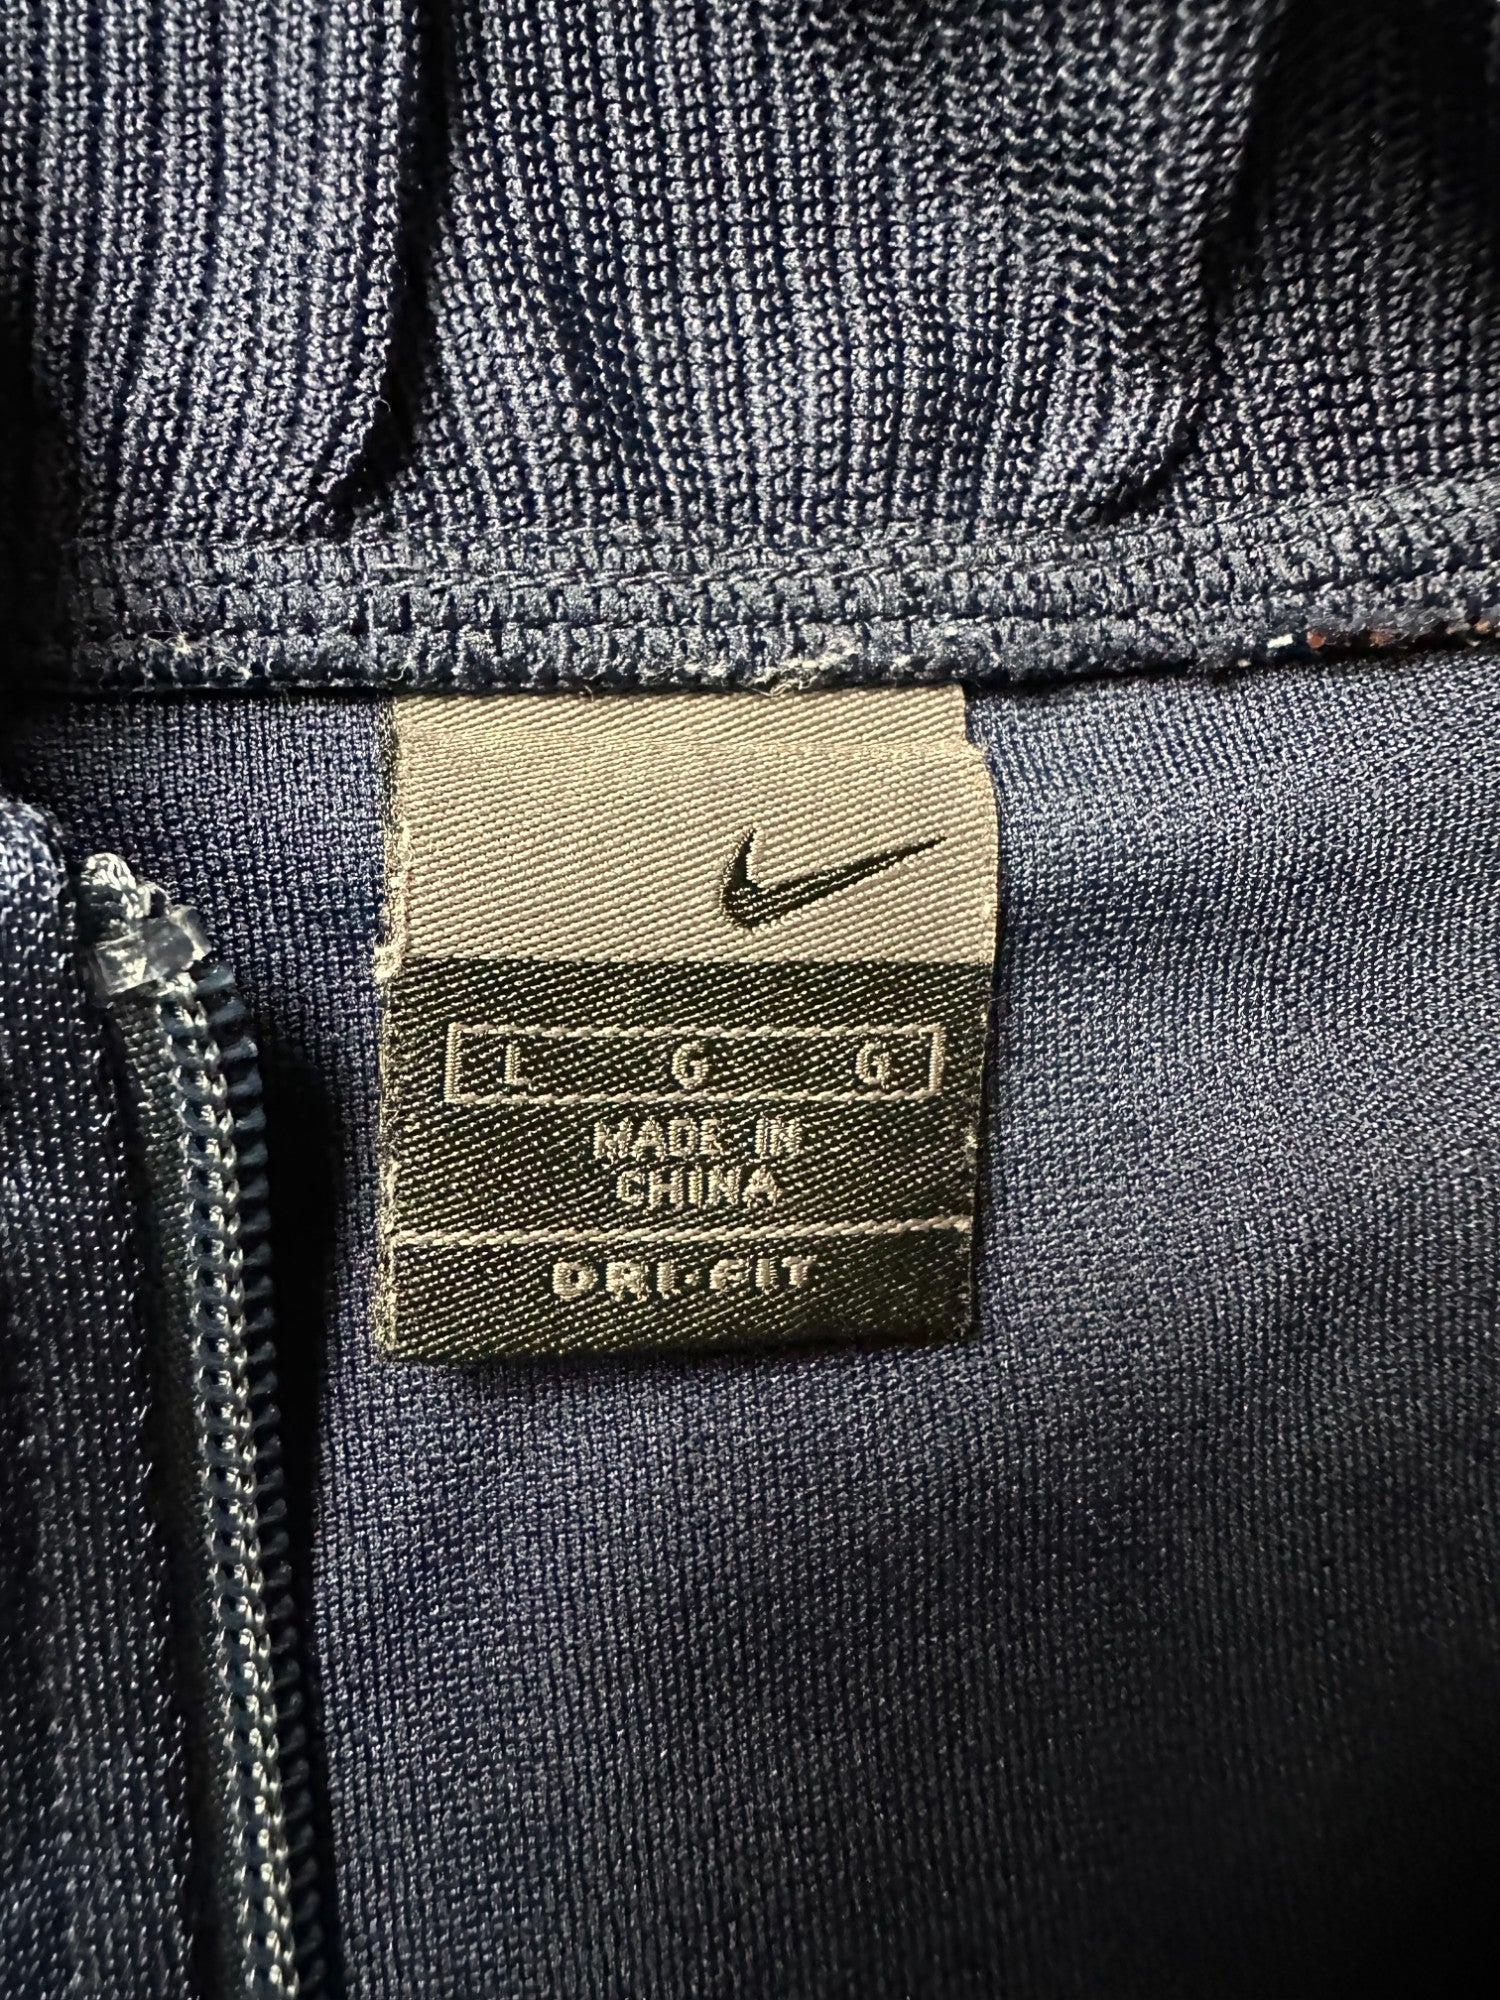 L G G
MADE IN
CHINA
DRI-FIT